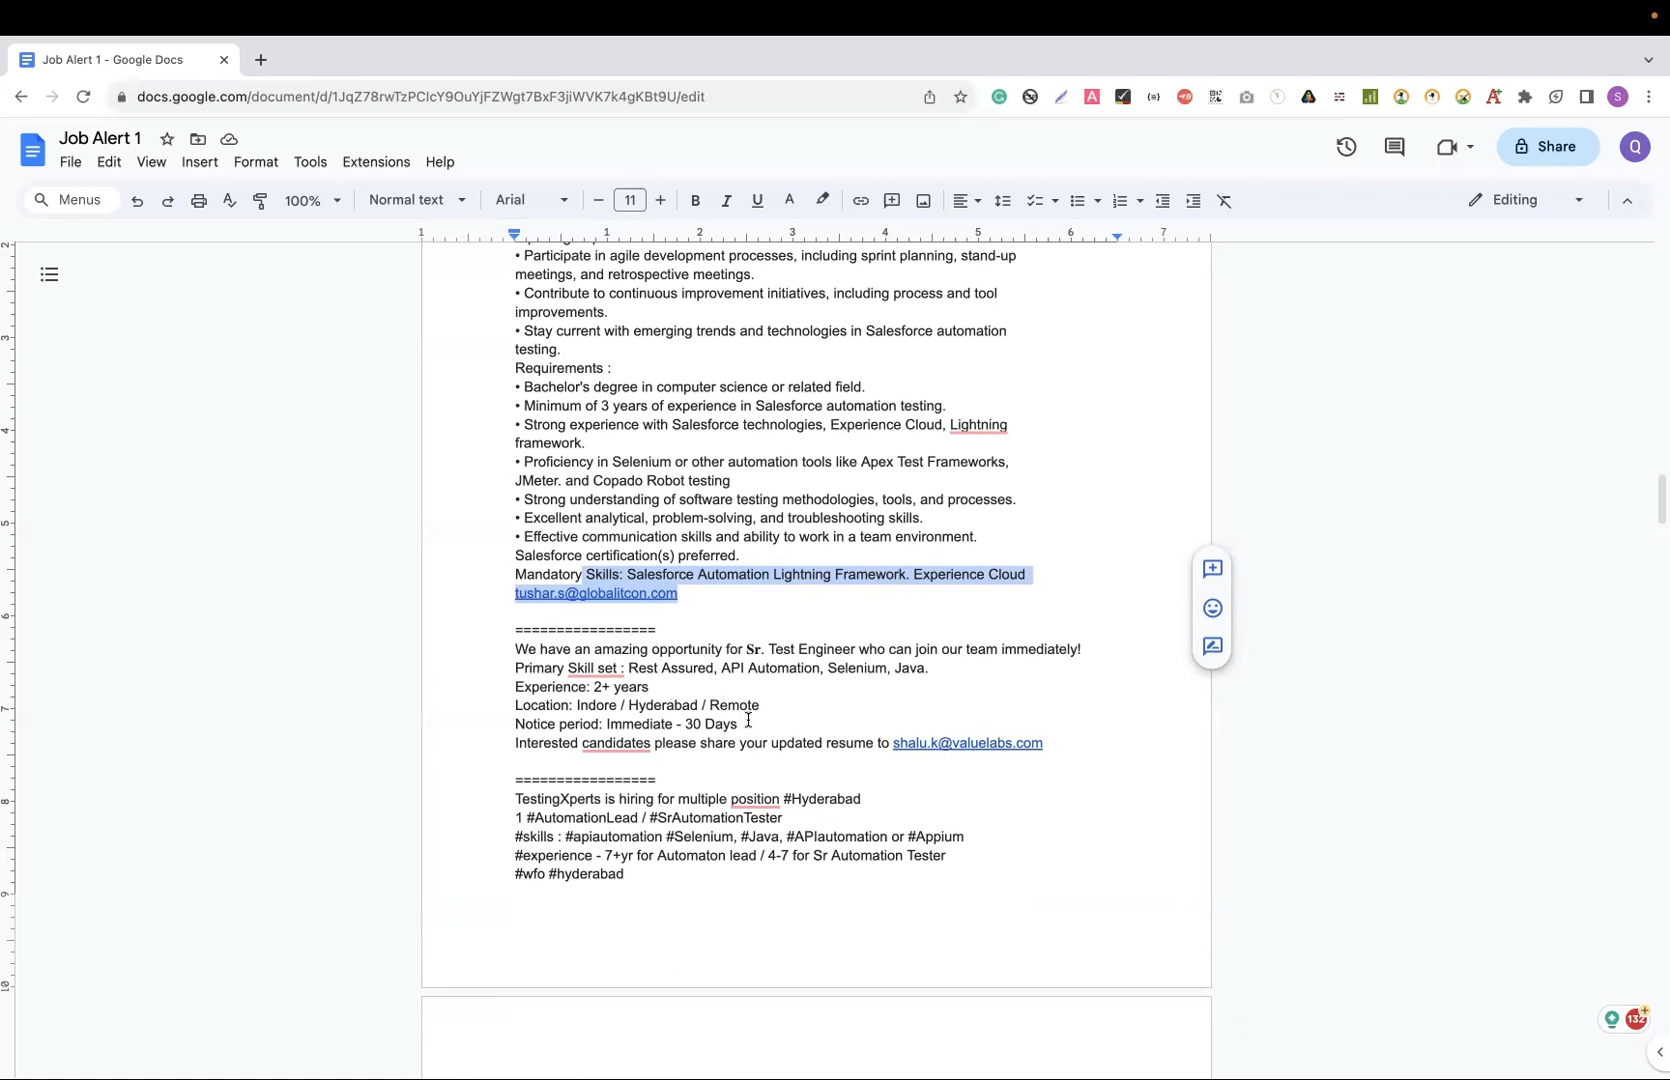 Job Alert 1 - Google Docs
docs.google.com/document/d/1JqZ78rwTzPClcY9OuYjFZWgt7BxF3jiWVK7k4gKBt9U/edit
Job Alert 1
File Edit View Insert Format Tools Extensions Help
Share
Q
S
Menus 100% Normal text Arial 11 Editing
1 1 2 3 4 5 6 7
• Participate in agile development processes, including sprint planning, stand-up
meetings, and retrospective meetings.
• Contribute to continuous improvement initiatives, including process and tool
improvements.
• Stay current with emerging trends and technologies in Salesforce automation
testing.
Requirements :
• Bachelor's degree in computer science or related field.
• Minimum of 3 years of experience in Salesforce automation testing.
• Strong experience with Salesforce technologies, Experience Cloud, Lightning
framework.
• Proficiency in Selenium or other automation tools like Apex Test Frameworks,
JMeter. and Copado Robot testing
• Strong understanding of software testing methodologies, tools, and processes.
• Excellent analytical, problem-solving, and troubleshooting skills.
• Effective communication skills and ability to work in a team environment.
Salesforce certification(s) preferred.
Mandatory Skills: Salesforce Automation Lightning Framework. Experience Cloud
tushar.s@globalitcon.com
=================
We have an amazing opportunity for Sr. Test Engineer who can join our team immediately!
Primary Skill set : Rest Assured, API Automation, Selenium, Java.
Experience: 2+ years
Location: Indore / Hyderabad / Remote
Notice period: Immediate - 30 Days
Interested candidates please share your updated resume to shalu.k@valuelabs.com
=================
TestingXperts is hiring for multiple position #Hyderabad
1 #AutomationLead / #SrAutomationTester
#skills : #apiautomation #Selenium, #Java, #APIautomation or #Appium
#experience - 7+yr for Automaton lead / 4-7 for Sr Automation Tester
#wfo #hyderabad
132